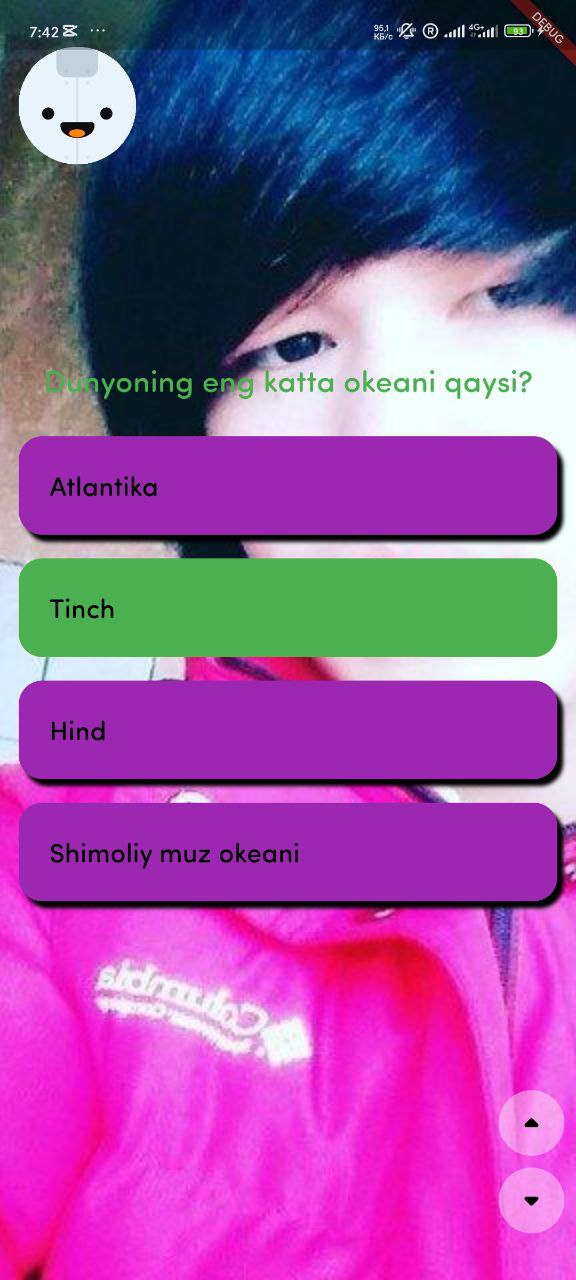 7:42
95,1
КБ/с
R
4G+
93
DEBUG
Dunyoning eng katta okeani qaysi?
Atlantika
Tinch
Hind
Shimoliy muz okeani
Columbia